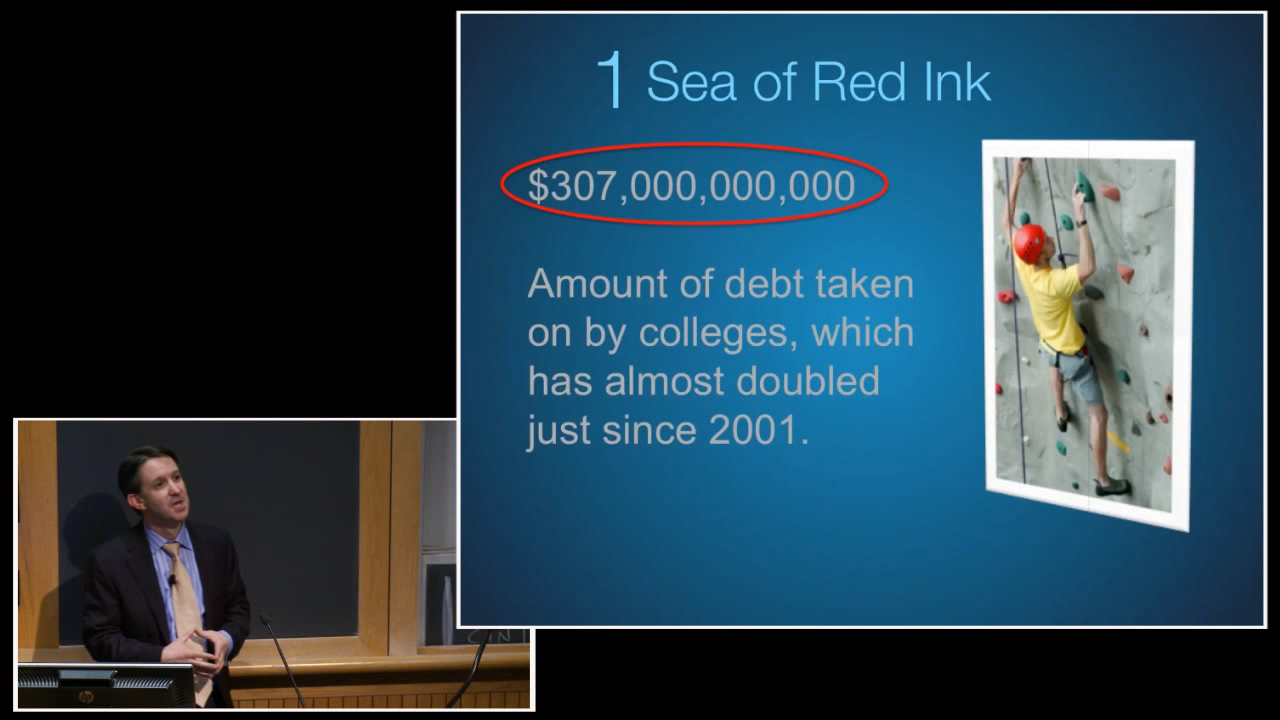 1 Sea of Red Ink
$307,000,000,000
Amount of debt taken
on by colleges, which
has almost doubled
just since 2001.
hp